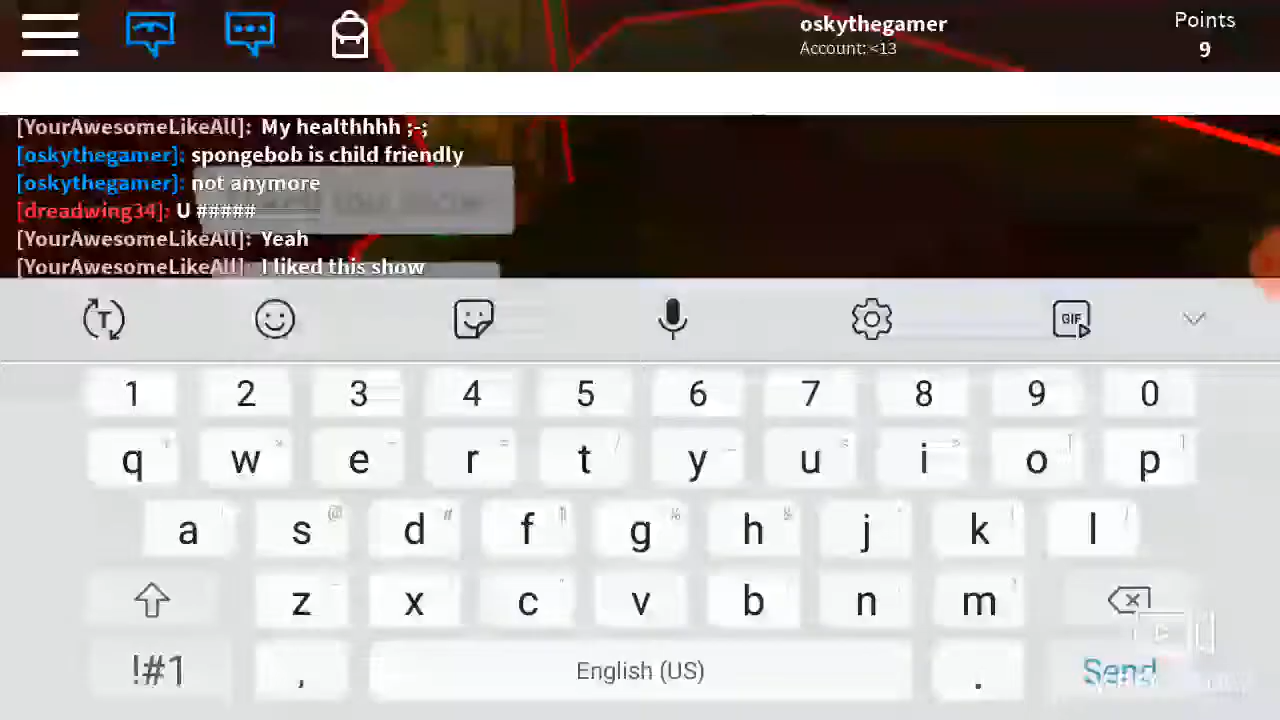 oskythegamer
Account: <13
Points
9
[YourAwesomeLikeAll]: My healthhhh ;-;
[oskythegamer]: spongebob is child friendly
[oskythegamer]: not anymore
[dreadwing34]: U #####
[YourAwesomeLikeAll]: Yeah
[YourAwesomeLikeAll]: I liked this show
T
GIF
1 2 3 4 5 6 7 8 9 0
q w e r t y u i o p
a s d f g h j k l
z x c v b n m
!#1 , English (US) . Send